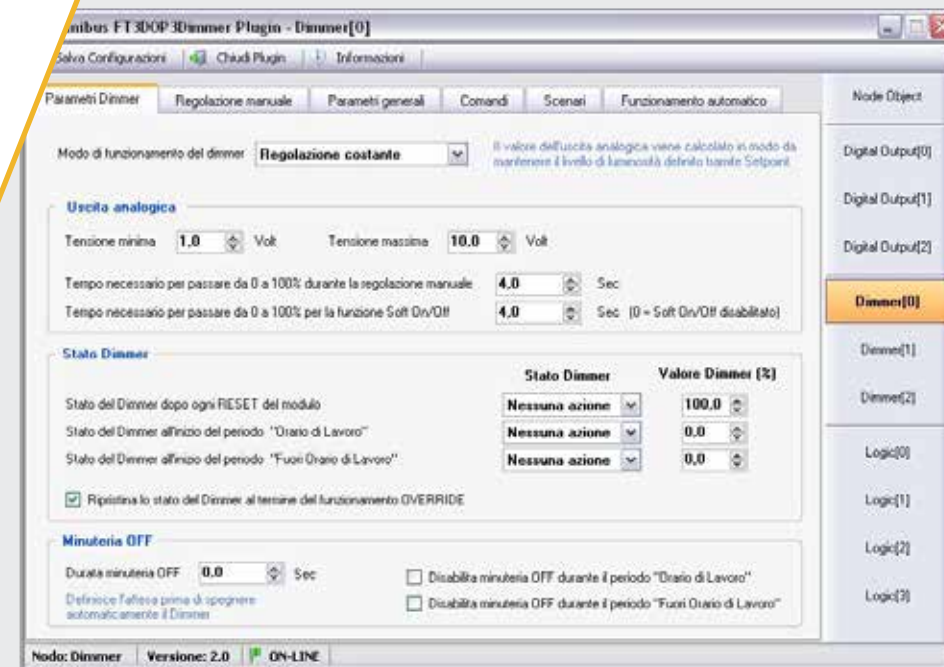 nibus FT3DOP3Dimmer Plugin - Dimmer[0]
Salva Configurazioni Chiudi Plugin Informazioni
Parametri Dimmer Regolazione manuale Parametri generali Comandi Scenari Funzionamento automatico
Modo di funzionamento del dimmer Regolazione costante
Il valore dell'uscita analogica viene calcolato in modo da
mantenere il livello di luminosità definito tramite Setpoint
Uscita analogica
Tensione minima 1,0 Volt Tensione massima 10,0 Volt
Tempo necessario per passare da 0 a 100% durante la regolazione manuale 4,0 Sec
Tempo necessario per passare da 0 a 100% per la funzione Soft On/Off 4,0 Sec (0 = Soft On/Off disabilitato)
Stato Dimmer
Stato Dimmer Valore Dimmer (%)
Stato del Dimmer dopo ogni RESET del modulo Nessuna azione 100,0
Stato del Dimmer all'inizio del periodo "Orario di Lavoro" Nessuna azione 0,0
Stato del Dimmer all'inizio del periodo "Fuori Orario di Lavoro" Nessuna azione 0,0
Ripristina lo stato del Dimmer al termine del funzionamento OVERRIDE
Minuteria OFF
Durata minuteria OFF 0,0 Sec
Definisce l'attesa prima di spegnere
automaticamente il Dimmer
Disabilita minuteria OFF durante il periodo "Orario di Lavoro"
Disabilita minuteria OFF durante il periodo "Fuori Orario di Lavoro"
Nodo: Dimmer Versione: 2.0 ON-LINE
Node Object
Digital Output[0]
Digital Output[1]
Digital Output[2]
Dimmer[0]
Dimmer[1]
Dimmer[2]
Logic[0]
Logic[1]
Logic[2]
Logic[3]